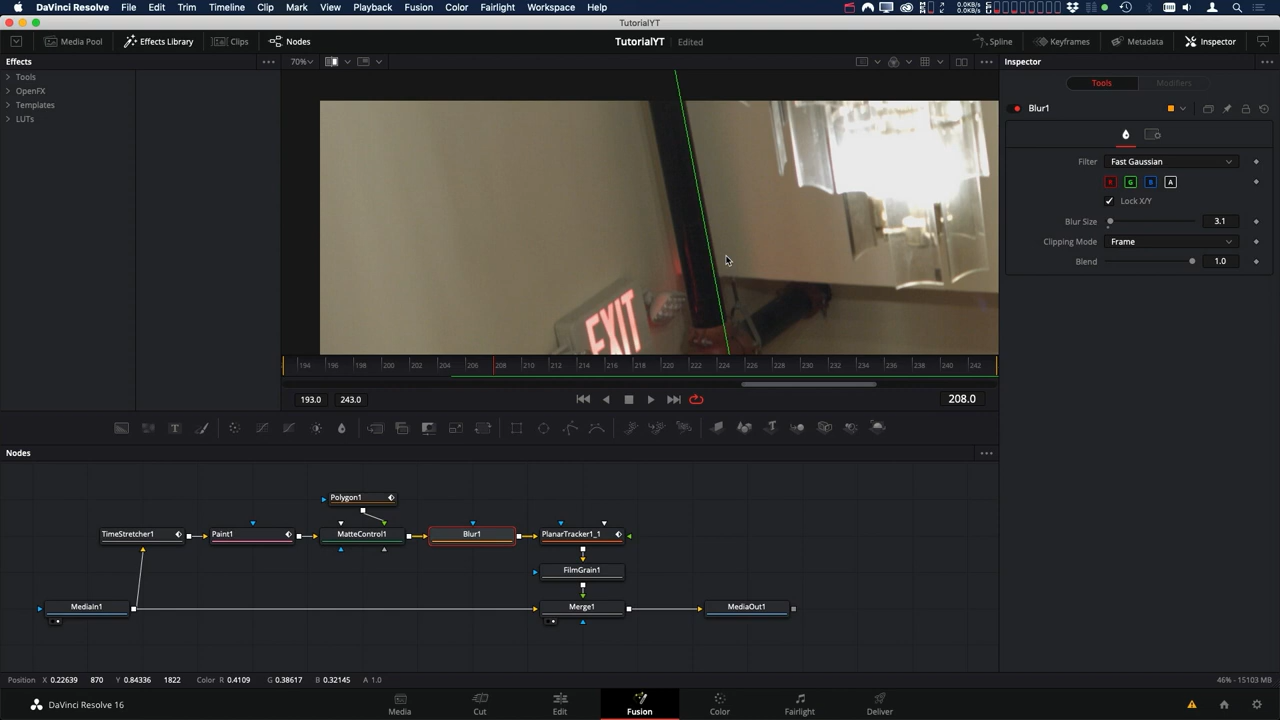 DaVinci Resolve File Edit Trim Timeline Clip Mark View Playback Fusion Color Fairlight Workspace Help
TutorialYT
Media Pool Effects Library Clips Nodes TutorialYT Edited Spline Keyframes Metadata Inspector
Effects 70% Inspector
Tools
OpenFX
Templates
LUTs
Tools Modifiers
Blur1
Filter Fast Gaussian
R G B A
Lock X/Y
Blur Size 3.1
Clipping Mode Frame
Blend 1.0
EXIT
194 196 198 200 202 204 206 208 210 212 214 216 218 220 222 224 226 228 230 232 234 236 238 240 242
193.0 243.0 208.0
Nodes
Polygon1
TimeStretcher1 Paint1 MatteControl1 Blur1 PlanarTracker1_1
FilmGrain1
MediaIn1 Merge1 MediaOut1
Position X 0.22639 870 Y 0.84336 1822 Color R 0.4109 G 0.38617 B 0.32145 A 1.0 46% - 15103 MB
DaVinci Resolve 16 Media Cut Edit Fusion Color Fairlight Deliver